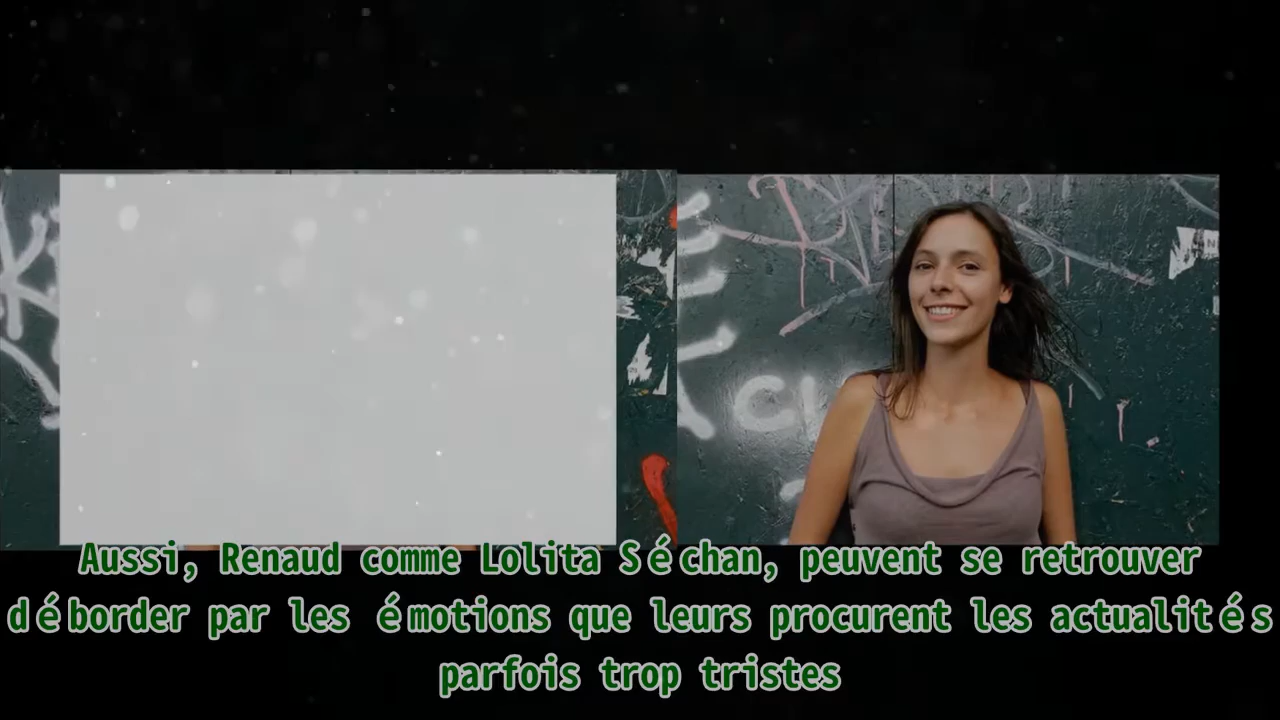 Aussi, Renaud comme Lolita Séchan, peuvent se retrouver
déborder par les émotions que leurs procurent les actualités
parfois trop tristes